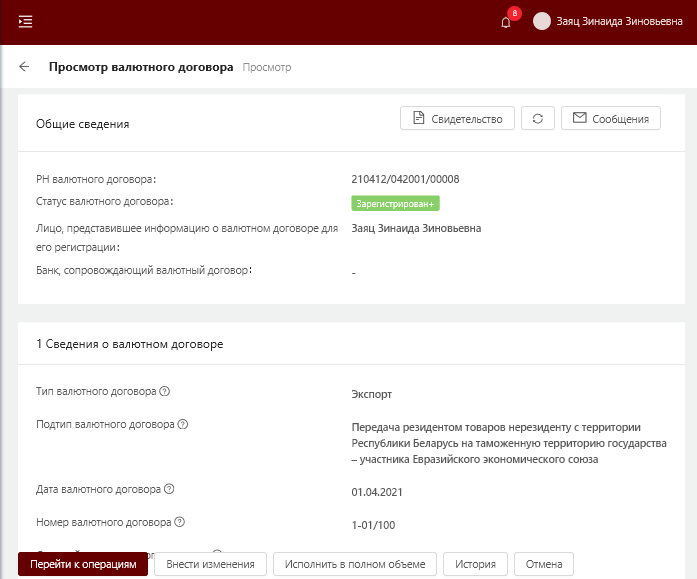 8
Заяц Зинаида Зиновьевна
Просмотр валютного договора Просмотр
Общие сведения
Свидетельство
Сообщения
РН валютного договора: 210412/042001/00008
Статус валютного договора: Зарегистрирован+
Лицо, представившее информацию о валютном договоре для Заяц Зинаида Зиновьевна
его регистрации:
Банк, сопровождающий валютный договор: -
1 Сведения о валютном договоре
Тип валютного договора ? Экспорт
Подтип валютного договора ? Передача резидентом товаров нерезиденту с территории
Республики Беларусь на таможенную территорию государства
– участника Евразийского экономического союза
Дата валютного договора ? 01.04.2021
Номер валютного договора ? 1-01/100
Перейти к операциям
Внести изменения
Исполнить в полном объеме
История
Отмена